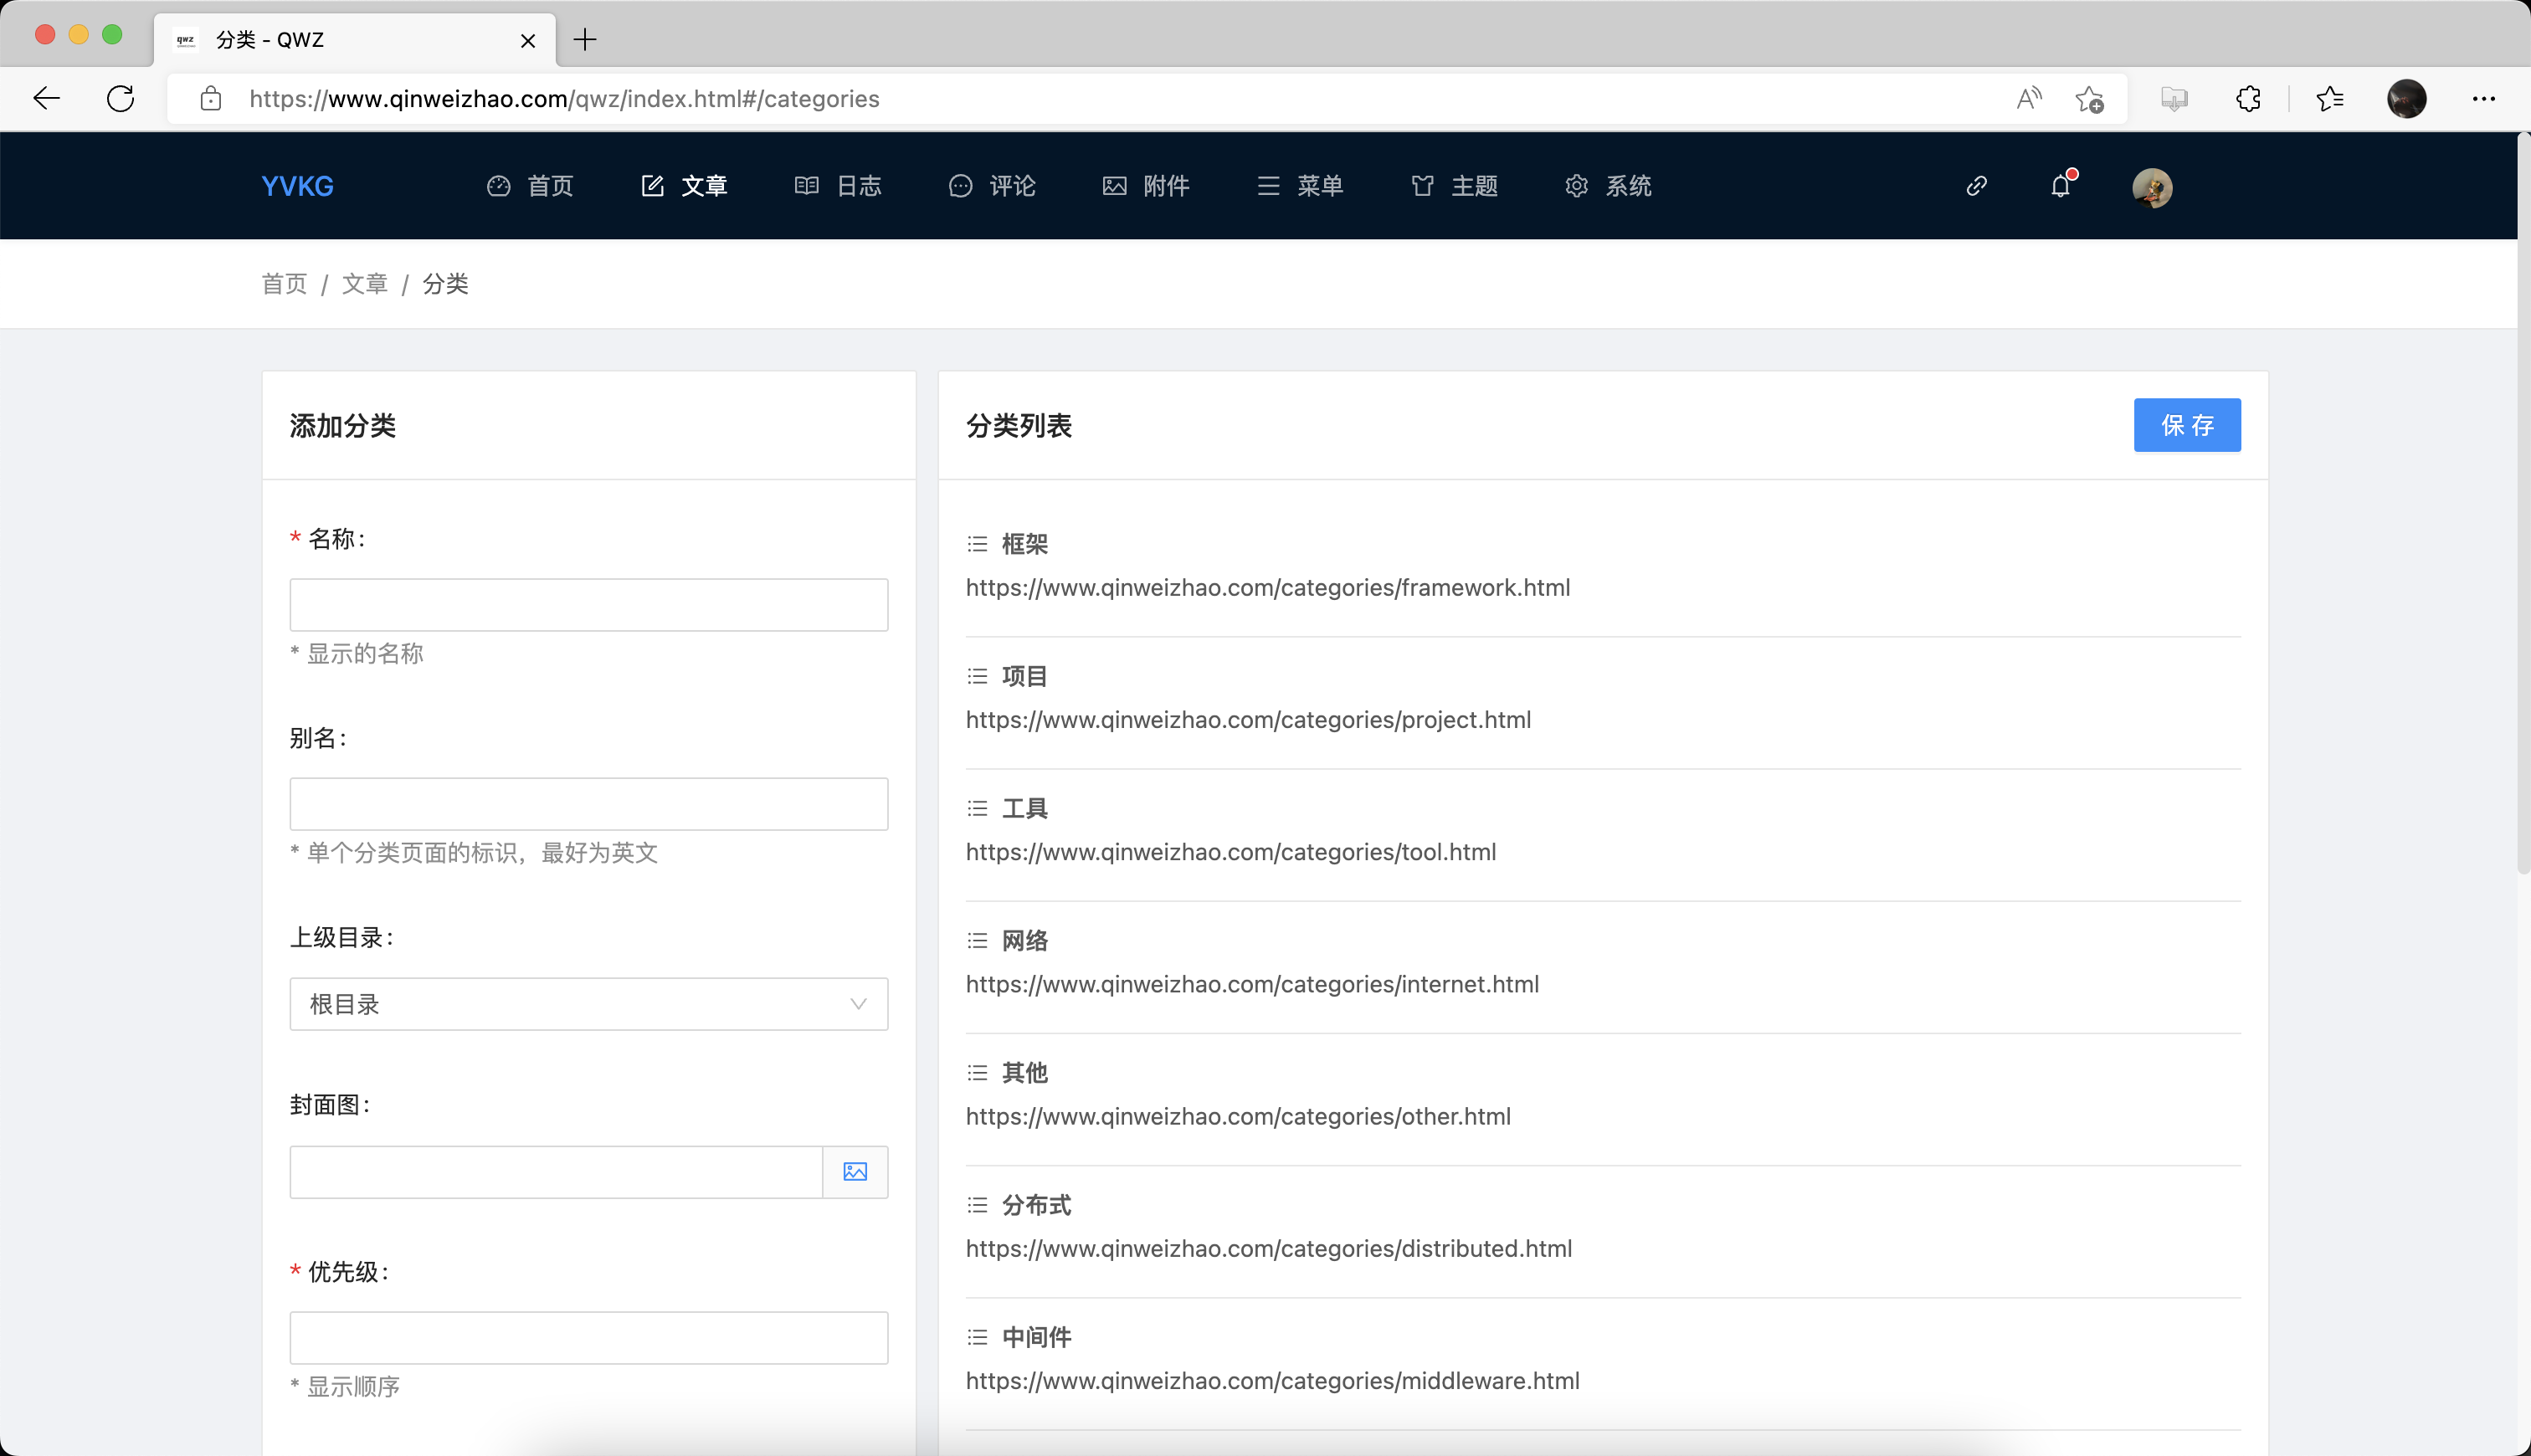 qwz
分类 - QWZ
https://www.qinweizhao.com/qwz/index.html#/categories
YVKG
首页
文章
日志
评论
附件
菜单
主题
系统
首页 / 文章 / 分类
添加分类
* 名称:
* 显示的名称
别名:
* 单个分类页面的标识，最好为英文
上级目录:
根目录
封面图:
* 优先级:
* 显示顺序
分类列表
保 存
框架
https://www.qinweizhao.com/categories/framework.html
项目
https://www.qinweizhao.com/categories/project.html
工具
https://www.qinweizhao.com/categories/tool.html
网络
https://www.qinweizhao.com/categories/internet.html
其他
https://www.qinweizhao.com/categories/other.html
分布式
https://www.qinweizhao.com/categories/distributed.html
中间件
https://www.qinweizhao.com/categories/middleware.html